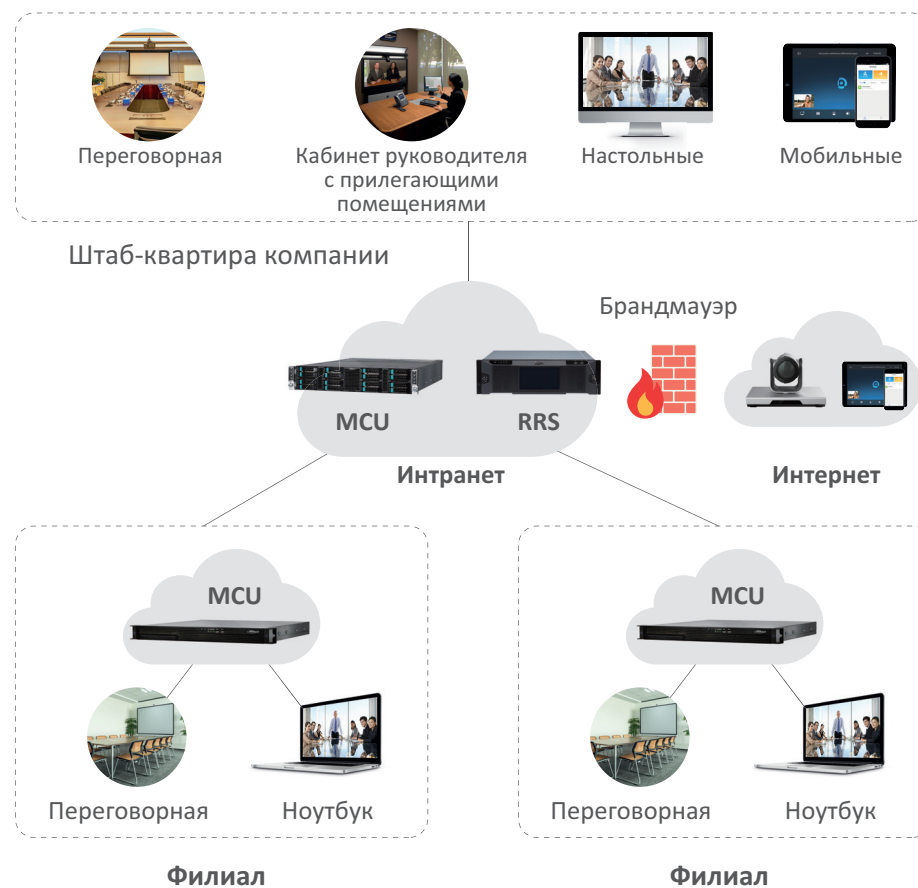 Переговорная
Кабинет руководителя
с прилегающими
помещениями
Настольные
Мобильные
Штаб-квартира компании
Брандмауэр
MCU
RRS
Интранет
Интернет
MCU
MCU
Переговорная
Ноутбук
Переговорная
Ноутбук
Филиал
Филиал